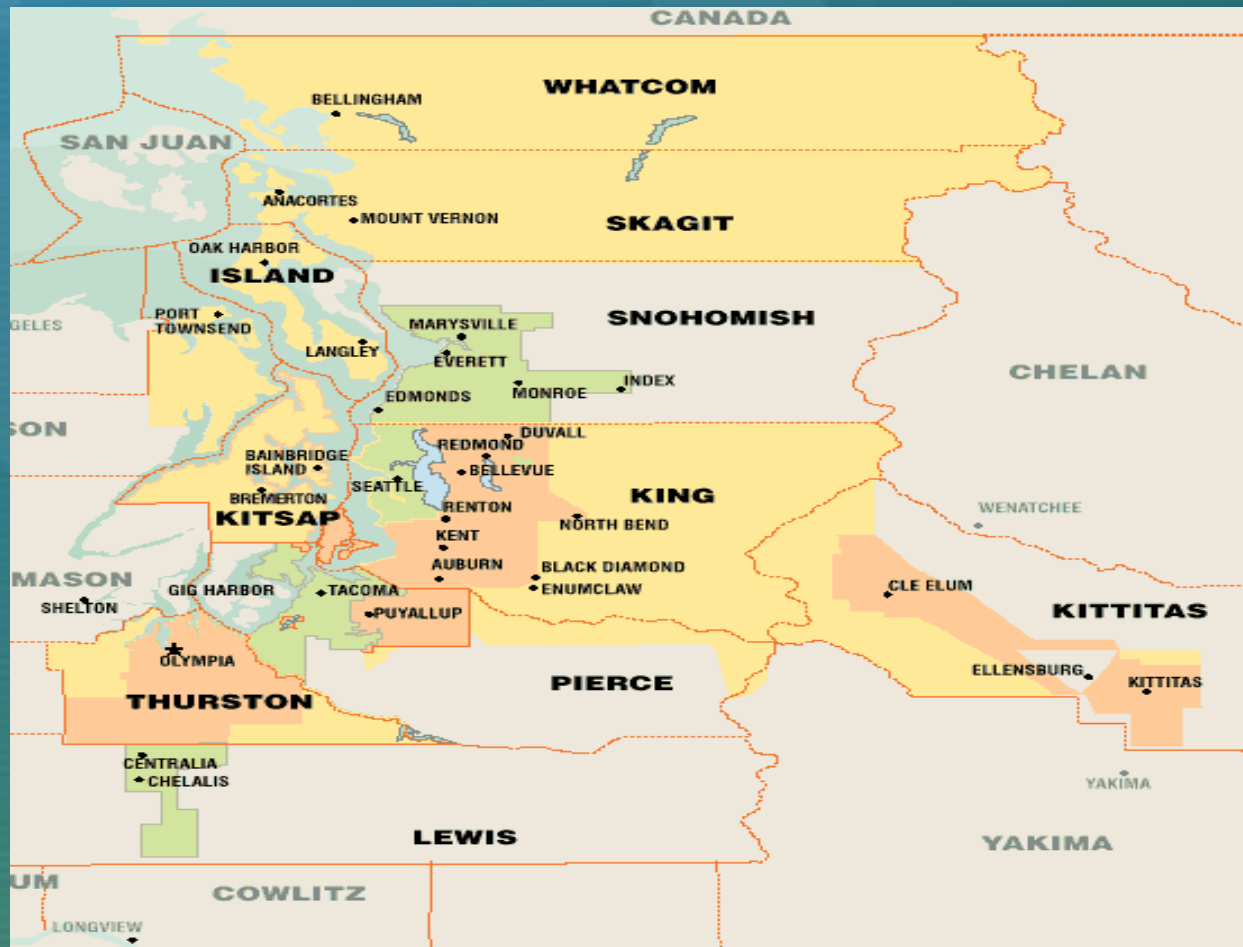 CANADA
WHATCOM
BELLINGHAM
SAN JUAN
ANACORTES
MOUNT VERNON
SKAGIT
OAK HARBOR
ISLAND
PORT
TOWNSEND
GELES
MARYSVILLE
SNOHOMISH
LANGLEY
EVERETT
CHELAN
INDEX
MONROE
EDMONDS
SON
DUVALL
REDMOND
BAINBRIDGE
ISLAND
BELLEVUE
SEATTLE
BREMERTON
KING
RENTON
WENATCHEE
KITSAP
NORTH BEND
KENT
AUBURN
BLACK DIAMOND
MASON
GIG HARBOR
TACOMA
ENUMCLAW
CLE ELUM
SHELTON
PUYALLUP
KITTITAS
OLYMPIA
ELLENSBURG
PIERCE
KITTITAS
THURSTON
CENTRALIA
CHELALIS
YAKIMA
LEWIS
YAKIMA
UM
COWLITZ
LONGVIEW